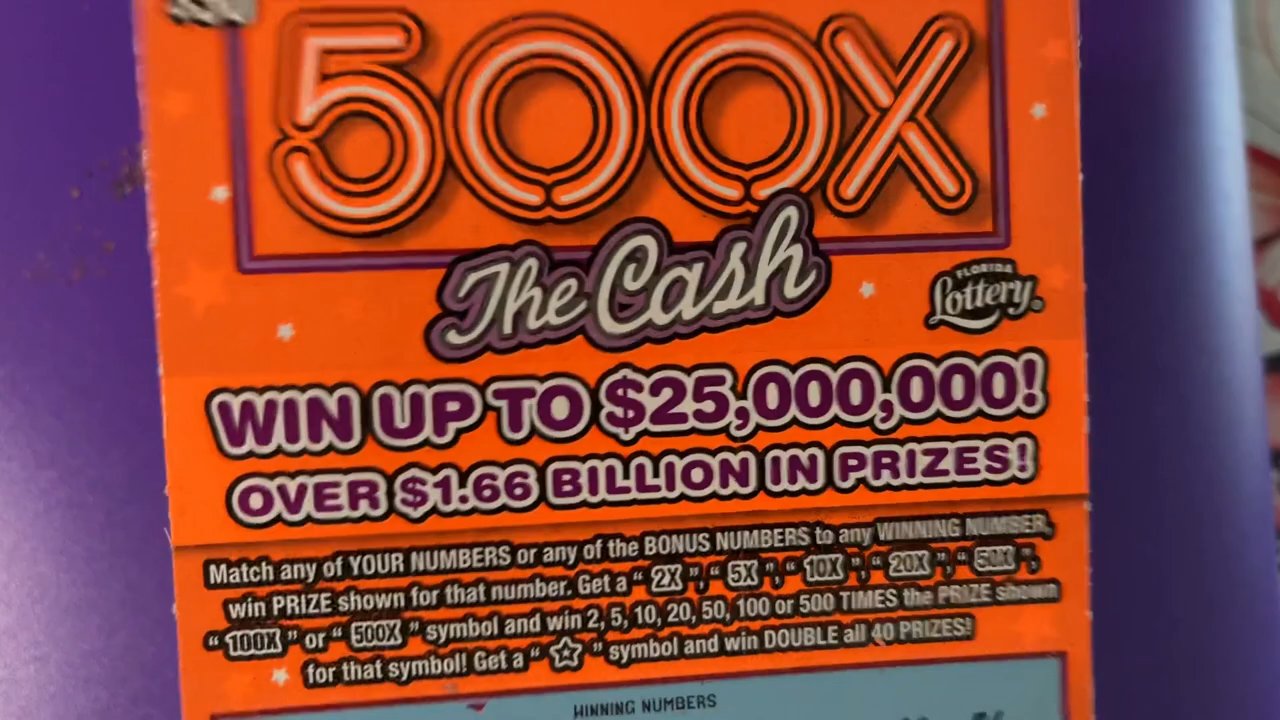 500X
The Cash
FLORIDA
Lottery
WIN UP TO $25,000,000!
OVER $1.66 BILLION IN PRIZES!
Match any of YOUR NUMBERS or any of the BONUS NUMBERS to any WINNING NUMBER,
win PRIZE shown for that number. Get a “ 2X ”, “ 5X ”, “ 10X ”, “ 20X ”, “ 50X ”,
“ 100X ” or “ 500X ” symbol and win 2, 5, 10, 20, 50, 100 or 500 TIMES the PRIZE shown
for that symbol! Get a “ ☆ ” symbol and win DOUBLE all 40 PRIZES!
WINNING NUMBERS